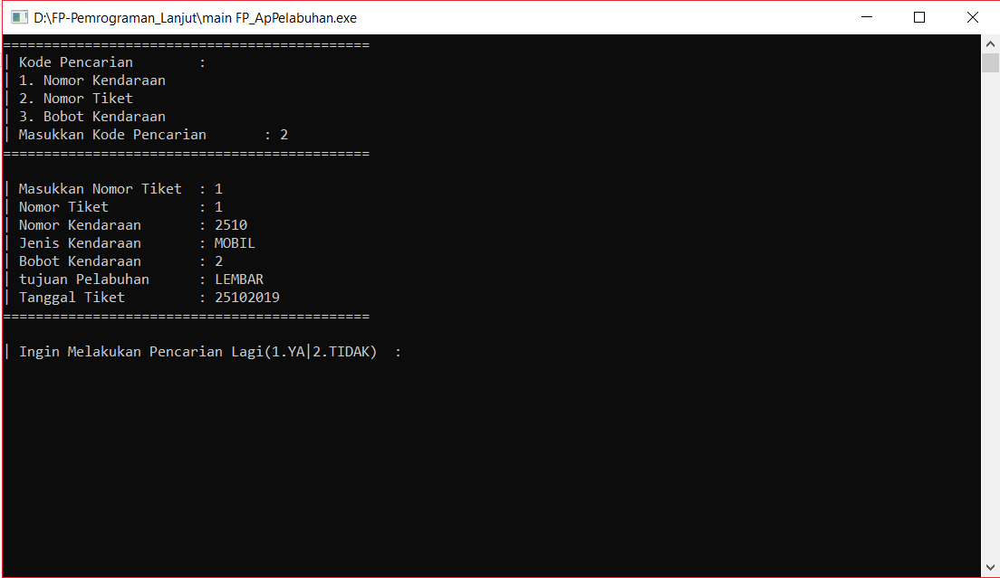 D:\FP-Pemrograman_Lanjut\main FP_ApPelabuhan.exe
=============================================
| Kode Pencarian        :
| 1. Nomor Kendaraan
| 2. Nomor Tiket
| 3. Bobot Kendaraan
| Masukkan Kode Pencarian       : 2
=============================================
| Masukkan Nomor Tiket  : 1
| Nomor Tiket           : 1
| Nomor Kendaraan       : 2510
| Jenis Kendaraan       : MOBIL
| Bobot Kendaraan       : 2
| tujuan Pelabuhan      : LEMBAR
| Tanggal Tiket         : 25102019
=============================================
| Ingin Melakukan Pencarian Lagi(1.YA|2.TIDAK)  :